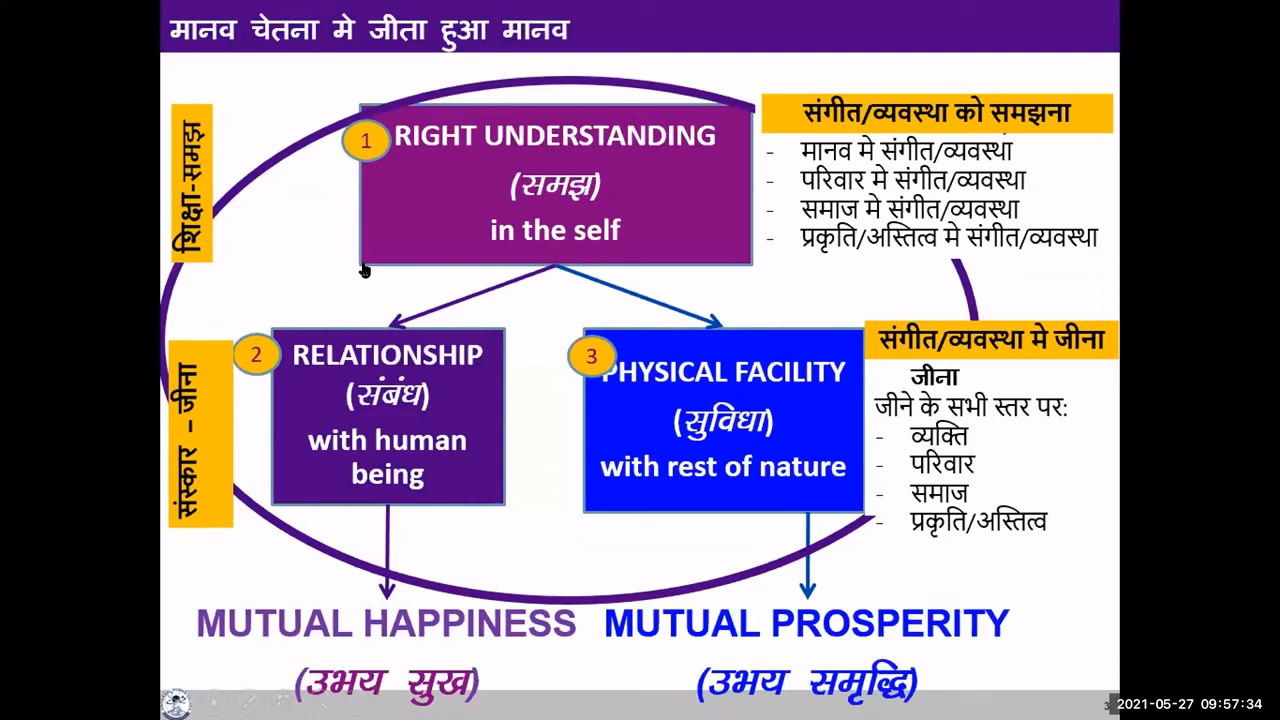 मानव चेतना मे जीता हुआ मानव
शिक्षा-समझ
1
RIGHT UNDERSTANDING
(समझ)
in the self
संगीत/व्यवस्था को समझना
- मानव मे संगीत/व्यवस्था
- परिवार मे संगीत/व्यवस्था
- समाज मे संगीत/व्यवस्था
- प्रकृति/अस्तित्व मे संगीत/व्यवस्था
संस्कार – जीना
2
RELATIONSHIP
(संबंध)
with human
being
3
PHYSICAL FACILITY
(सुविधा)
with rest of nature
संगीत/व्यवस्था मे जीना
जीना
जीने के सभी स्तर पर:
- व्यक्ति
- परिवार
- समाज
- प्रकृति/अस्तित्व
MUTUAL HAPPINESS
(उभय सुख)
MUTUAL PROSPERITY
(उभय समृद्धि)
2021-05-27 09:57:34